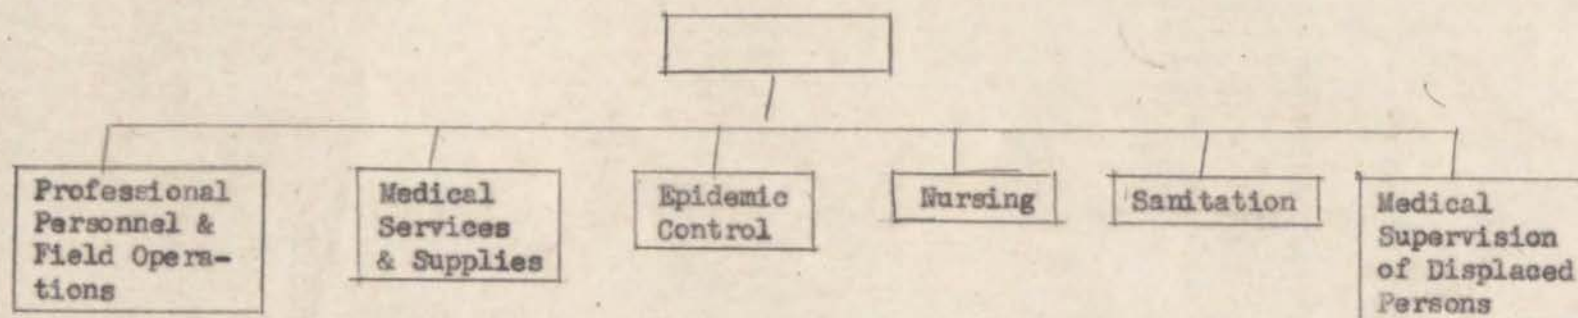 Professional
Personnel &
Field Opera-
tions
Medical
Services
& Supplies
Epidemic
Control
Nursing
Sanitation
Medical
Supervision
of Displaced
Persons